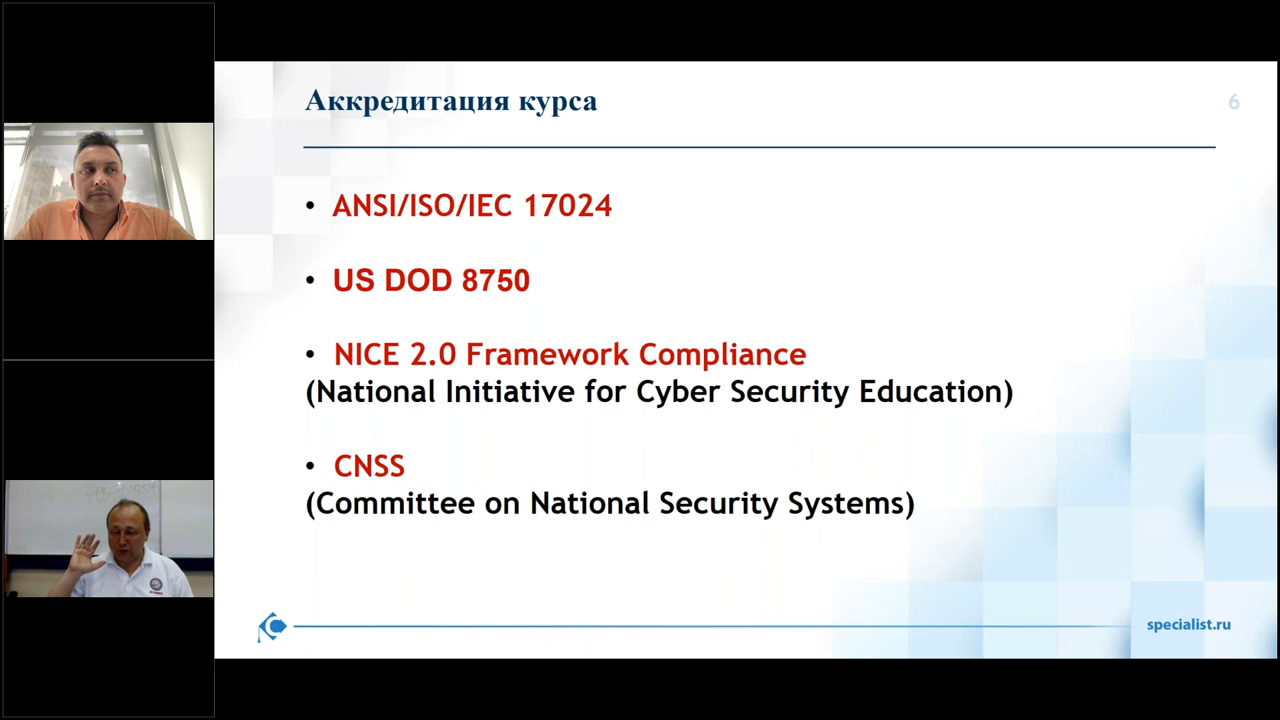 Аккредитация курса
6
• ANSI/ISO/IEC 17024
• US DOD 8750
• NICE 2.0 Framework Compliance
(National Initiative for Cyber Security Education)
• CNSS
(Committee on National Security Systems)
specialist.ru